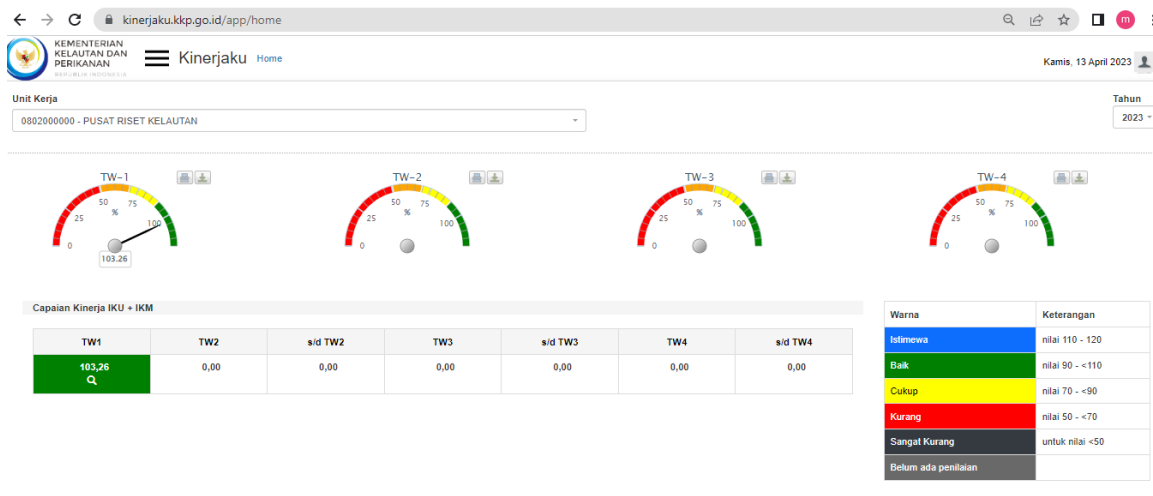 kinerjaku.kkp.go.id/app/home
m
KEMENTERIAN
KELAUTAN DAN
PERIKANAN
REPUBLIK INDONESIA
Kinerjaku Home
Kamis, 13 April 2023
Unit Kerja
Tahun
0802000000 - PUSAT RISET KELAUTAN
2023
TW-1
0
25
50
75
100
%
103.26
TW-2
0
25
50
75
100
%
TW-3
0
25
50
75
100
%
TW-4
0
25
50
75
100
%
Capaian Kinerja IKU + IKM
TW1 TW2 s/d TW2 TW3 s/d TW3 TW4 s/d TW4
103,26 0,00 0,00 0,00 0,00 0,00 0,00
Warna Keterangan
Istimewa nilai 110 - 120
Baik nilai 90 - <110
Cukup nilai 70 - <90
Kurang nilai 50 - <70
Sangat Kurang untuk nilai <50
Belum ada penilaian